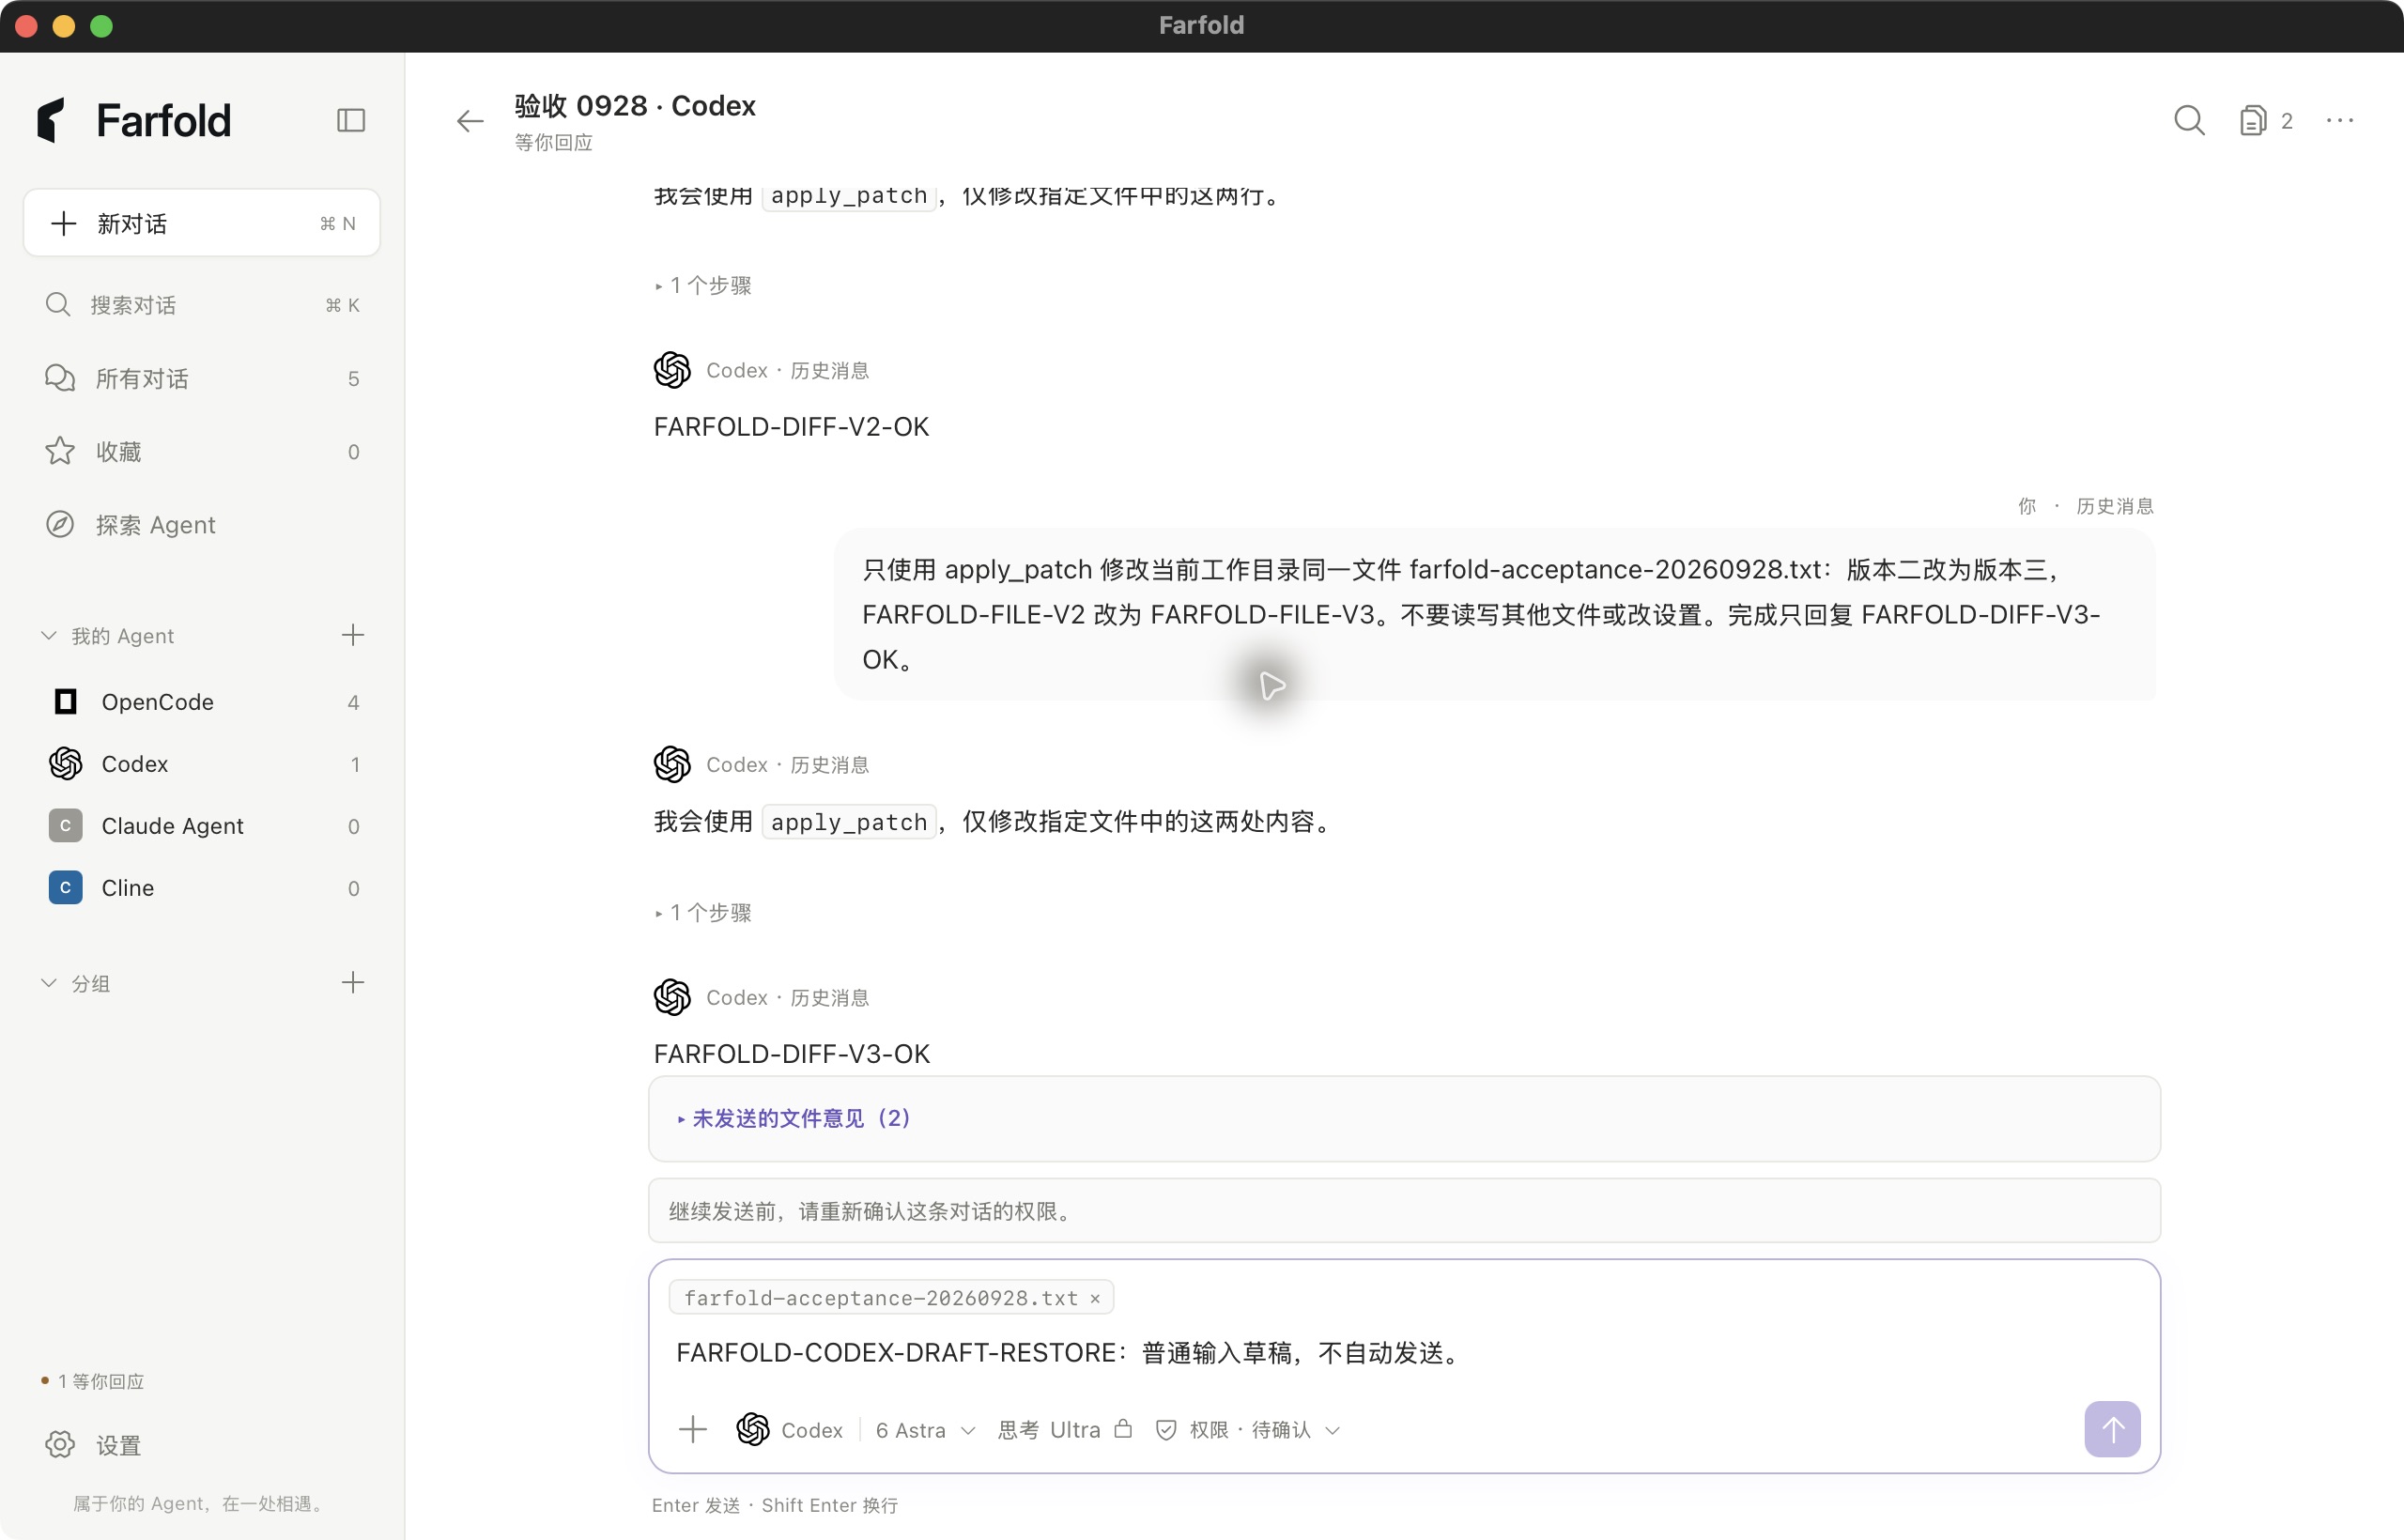 Farfold
Farfold
新对话 ⌘ N
搜索对话 ⌘ K
所有对话 5
收藏 0
探索 Agent
我的 Agent
OpenCode 4
Codex 1
C Claude Agent 0
C Cline 0
分组
1 等你回应
设置
属于你的 Agent，在一处相遇。
验收 0928 · Codex
等你回应
2
我会使用 apply_patch，仅修改指定文件中的这两行。
1 个步骤
Codex · 历史消息
FARFOLD-DIFF-V2-OK
你 · 历史消息
只使用 apply_patch 修改当前工作目录同一文件 farfold-acceptance-20260928.txt：版本二改为版本三，
FARFOLD-FILE-V2 改为 FARFOLD-FILE-V3。不要读写其他文件或改设置。完成只回复 FARFOLD-DIFF-V3-
OK。
Codex · 历史消息
我会使用 apply_patch，仅修改指定文件中的这两处内容。
1 个步骤
Codex · 历史消息
FARFOLD-DIFF-V3-OK
未发送的文件意见（2）
继续发送前，请重新确认这条对话的权限。
farfold-acceptance-20260928.txt ×
FARFOLD-CODEX-DRAFT-RESTORE：普通输入草稿，不自动发送。
Codex 6 Astra 思考 Ultra 权限 · 待确认
Enter 发送 · Shift Enter 换行